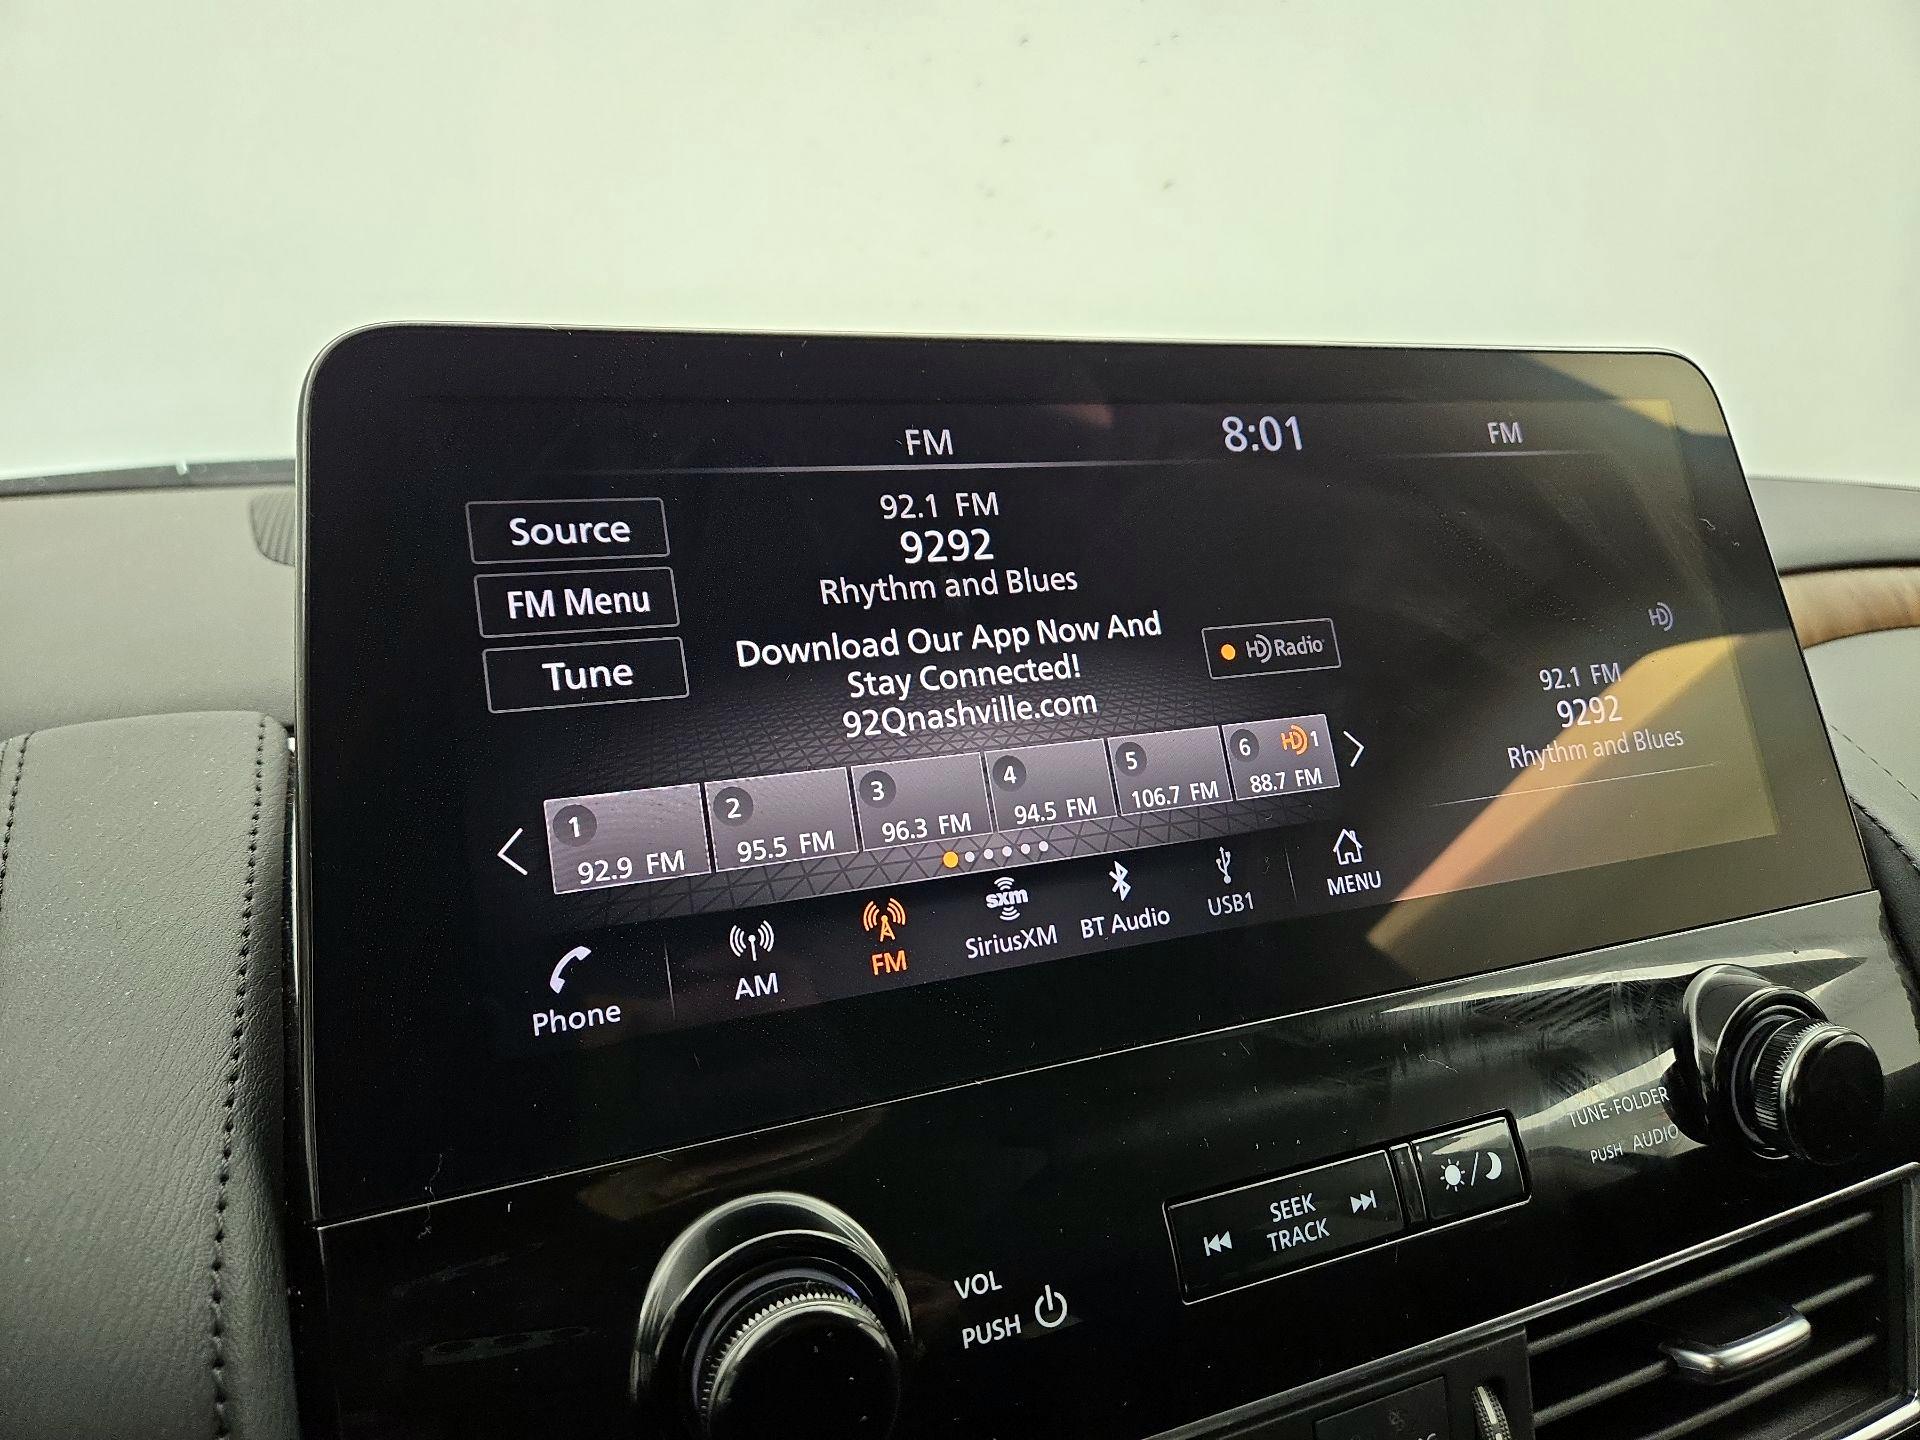 FM
8:01
FM
Source
FM Menu
Tune
92.1 FM
9292
Rhythm and Blues
Download Our App Now And
Stay Connected!
92Qnashville.com
HD Radio
HD
92.1 FM
9292
Rhythm and Blues
1
92.9 FM
2
95.5 FM
3
96.3 FM
4
94.5 FM
5
106.7 FM
6 HD 1
88.7 FM
Phone
AM
FM
sxm
SiriusXM
BT Audio
USB1
MENU
VOL
PUSH
SEEK
TRACK
TUNE·FOLDER
PUSH AUDIO